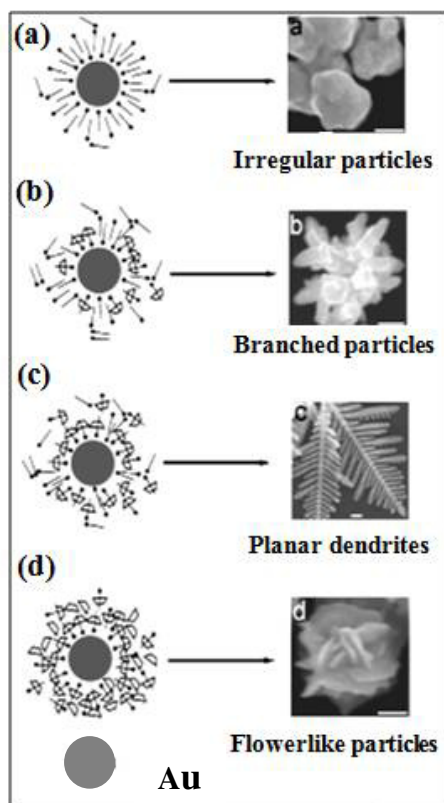 (a)
a
Irregular particles
(b)
b
Branched particles
(c)
c
Planar dendrites
(d)
d
Flowerlike particles
Au